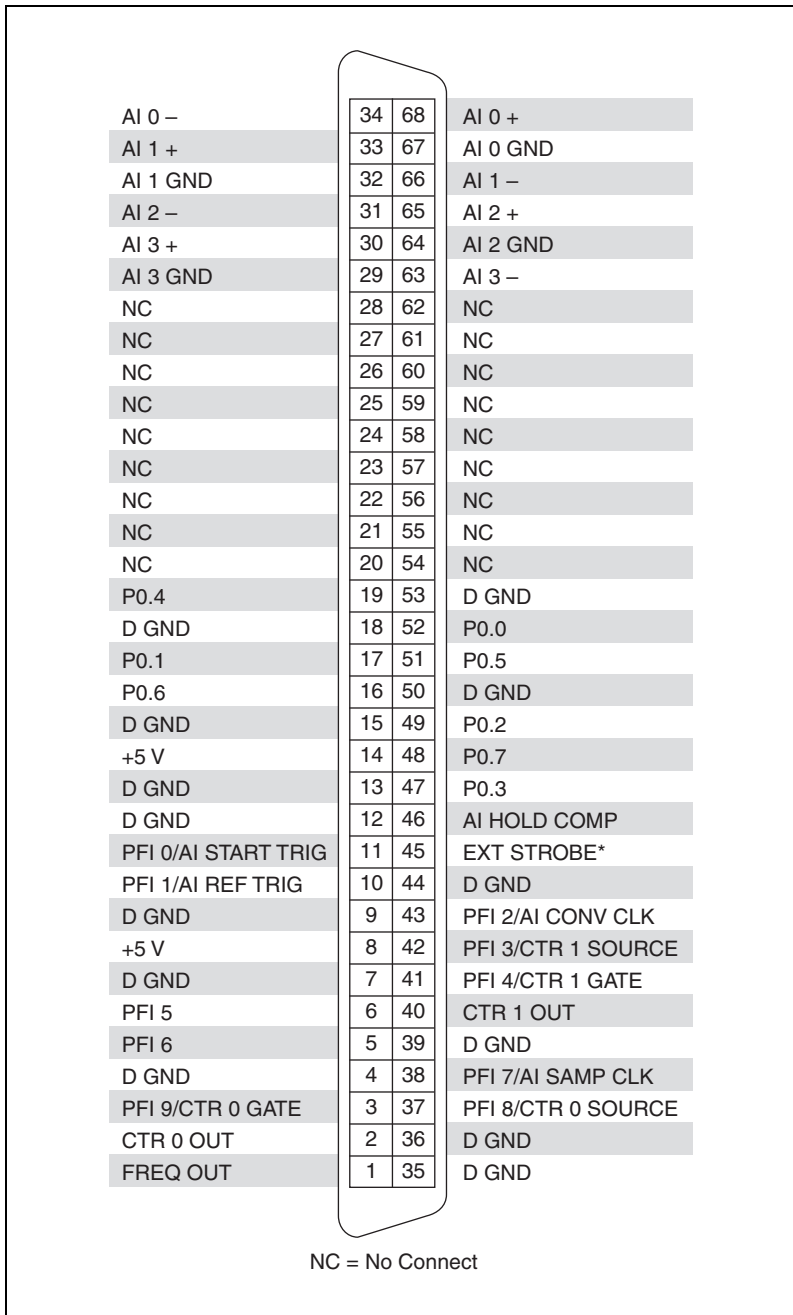 AI 0 – 34 68 AI 0 +
AI 1 + 33 67 AI 0 GND
AI 1 GND 32 66 AI 1 –
AI 2 – 31 65 AI 2 +
AI 3 + 30 64 AI 2 GND
AI 3 GND 29 63 AI 3 –
NC 28 62 NC
NC 27 61 NC
NC 26 60 NC
NC 25 59 NC
NC 24 58 NC
NC 23 57 NC
NC 22 56 NC
NC 21 55 NC
NC 20 54 NC
P0.4 19 53 D GND
D GND 18 52 P0.0
P0.1 17 51 P0.5
P0.6 16 50 D GND
D GND 15 49 P0.2
+5 V 14 48 P0.7
D GND 13 47 P0.3
D GND 12 46 AI HOLD COMP
PFI 0/AI START TRIG 11 45 EXT STROBE*
PFI 1/AI REF TRIG 10 44 D GND
D GND 9 43 PFI 2/AI CONV CLK
+5 V 8 42 PFI 3/CTR 1 SOURCE
D GND 7 41 PFI 4/CTR 1 GATE
PFI 5 6 40 CTR 1 OUT
PFI 6 5 39 D GND
D GND 4 38 PFI 7/AI SAMP CLK
PFI 9/CTR 0 GATE 3 37 PFI 8/CTR 0 SOURCE
CTR 0 OUT 2 36 D GND
FREQ OUT 1 35 D GND
NC = No Connect